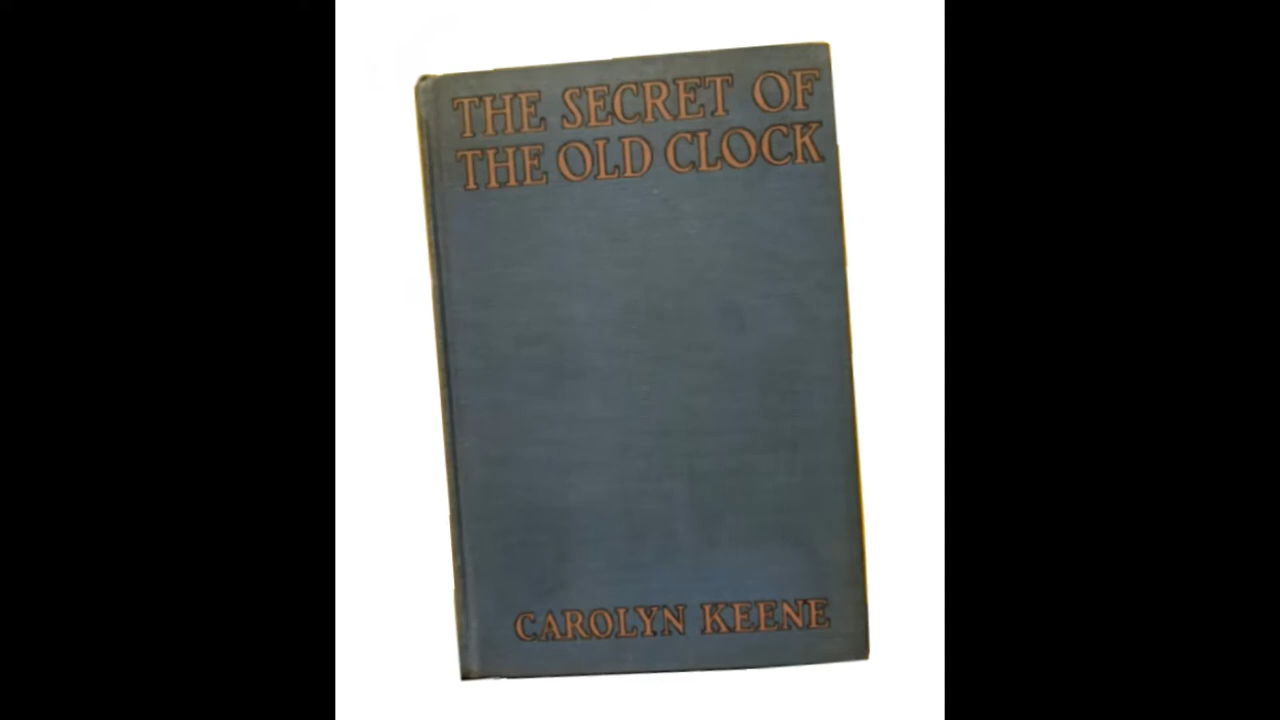 THE SECRET OF
THE OLD CLOCK
CAROLYN KEENE